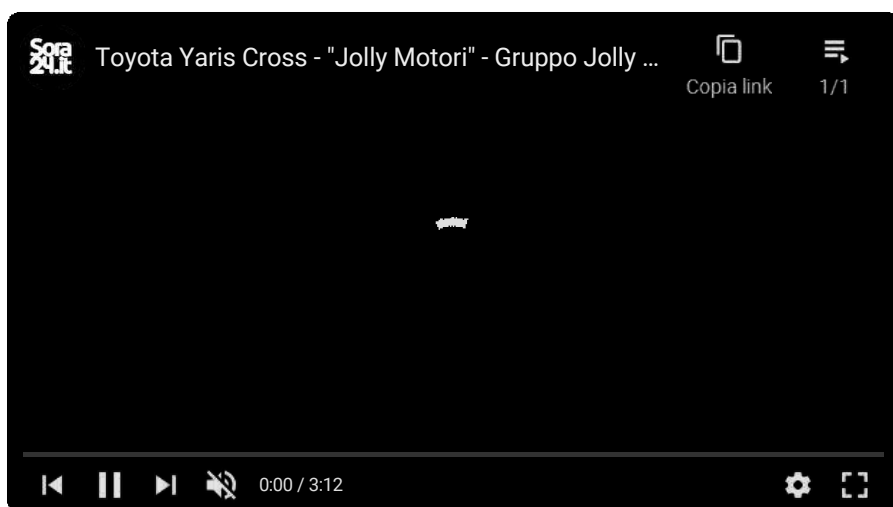 Sora
24.it
Toyota Yaris Cross - "Jolly Motori" - Gruppo Jolly ...
Copia link
1/1
0:00 / 3:12